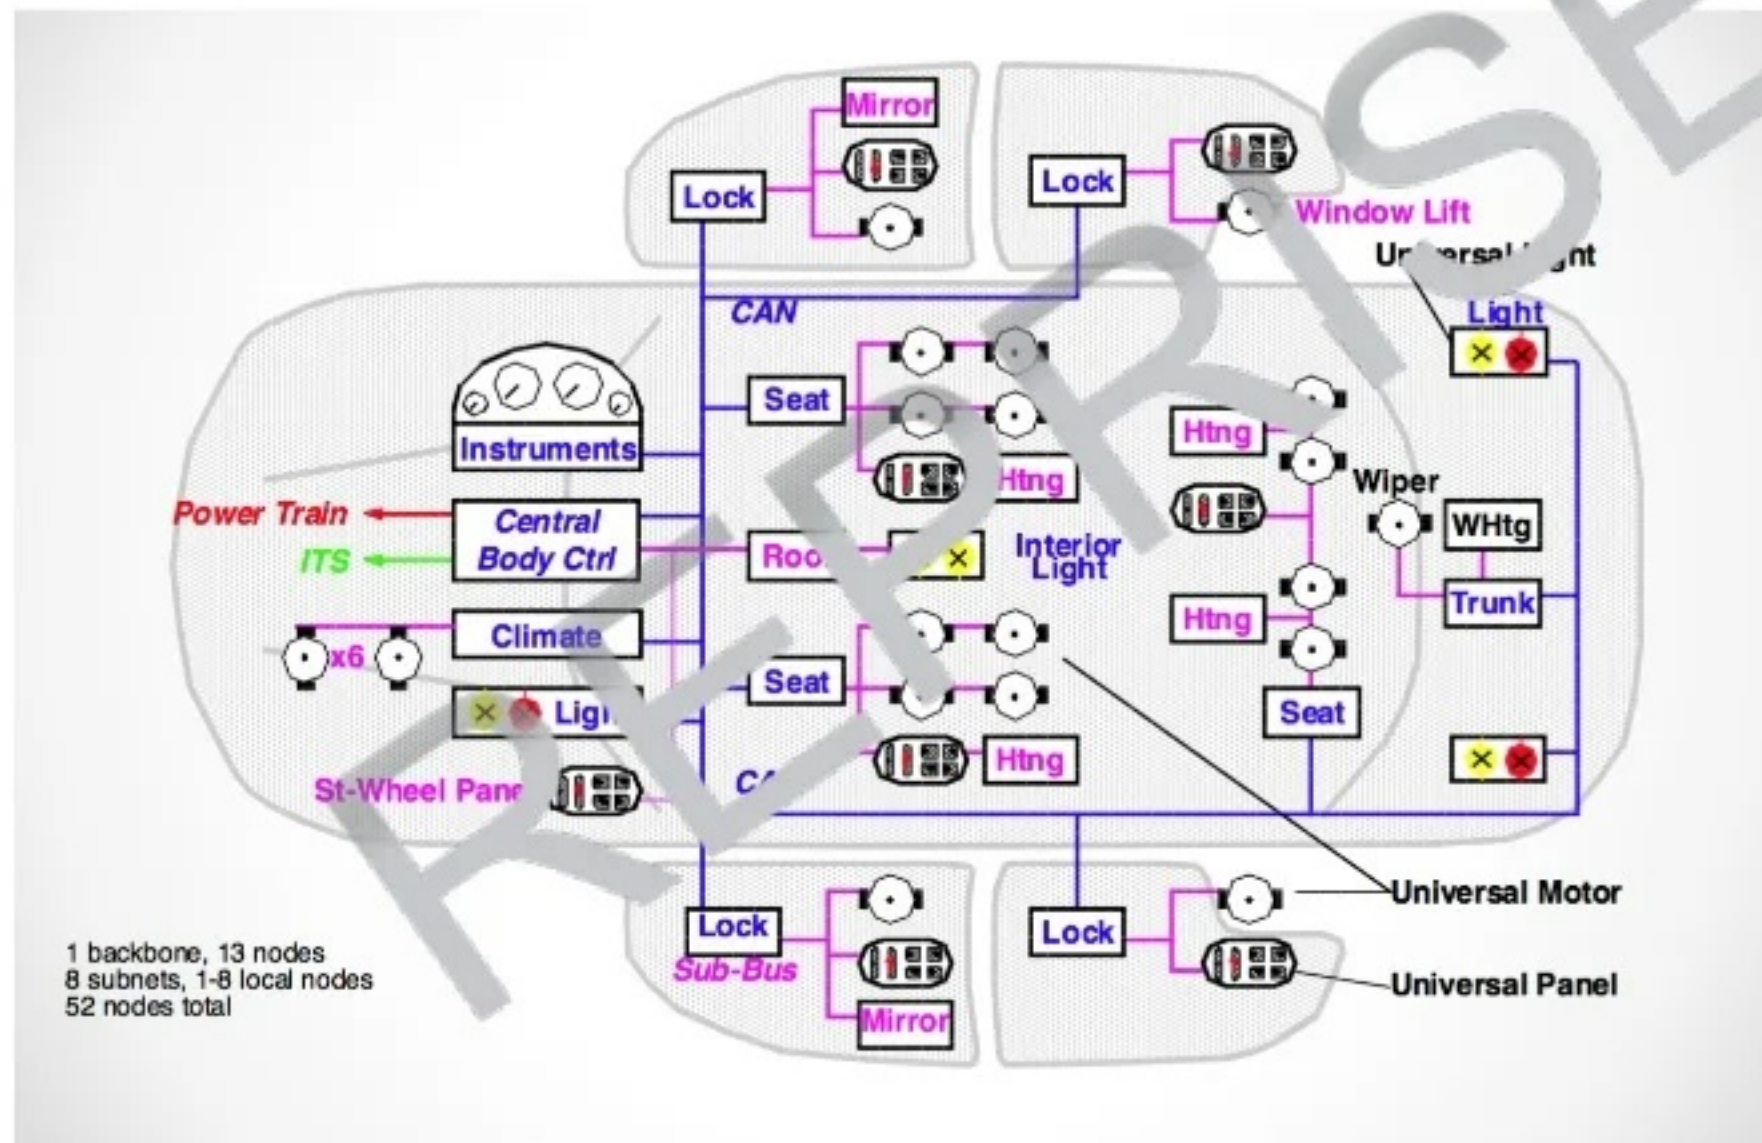 Mirror
Lock
Lock
Window Lift
Light
CAN
Seat
Instruments
Htng
Htng
Wiper
Power Train
Central
Body Ctrl
WHtg
ITS
Interior
Light
Trunk
Climate
Htng
x6
Seat
Seat
Htng
St-Wheel
Universal Motor
Lock
Lock
Sub-Bus
Universal Panel
Mirror
1 backbone, 13 nodes
8 subnets, 1-8 local nodes
52 nodes total
REPRISE